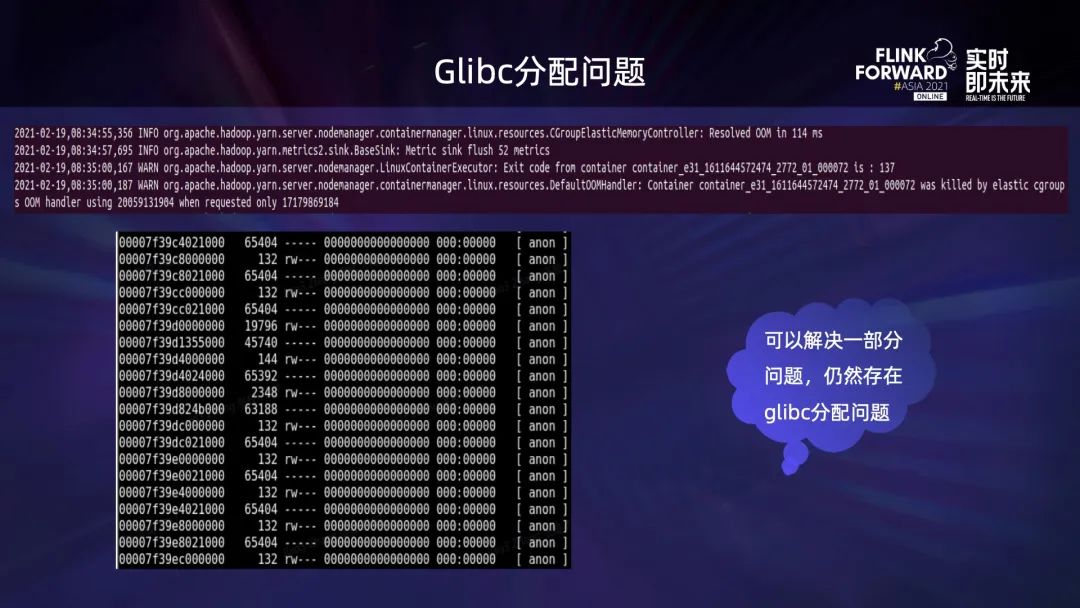 Glibc分配问题
FLINK
FORWARD
#ASIA 2021
ONLINE
实时
即未来
REAL-TIME IS THE FUTURE
2021-02-19,08:34:55,356 INFO org.apache.hadoop.yarn.server.nodemanager.containermanager.linux.resources.CGroupElasticMemoryController: Resolved OOM in 114 ms
2021-02-19,08:34:57,695 INFO org.apache.hadoop.yarn.metrics2.sink.BaseSink: Metric sink flush 52 metrics
2021-02-19,08:35:00,167 WARN org.apache.hadoop.yarn.server.nodemanager.LinuxContainerExecutor: Exit code from container container_e31_1611644572474_2772_01_000072 is : 137
2021-02-19,08:35:00,187 WARN org.apache.hadoop.yarn.server.nodemanager.containermanager.linux.resources.DefaultOOMHandler: Container container_e31_1611644572474_2772_01_000072 was killed by elastic cgroup
s OOM handler using 20059131904 when requested only 17179869184
00007f39c4021000 65404 ----- 0000000000000000 000:00000 [ anon ]
00007f39c8000000 132 rw--- 0000000000000000 000:00000 [ anon ]
00007f39c8021000 65404 ----- 0000000000000000 000:00000 [ anon ]
00007f39cc000000 132 rw--- 0000000000000000 000:00000 [ anon ]
00007f39cc021000 65404 ----- 0000000000000000 000:00000 [ anon ]
00007f39d0000000 19796 rw--- 0000000000000000 000:00000 [ anon ]
00007f39d1355000 45740 ----- 0000000000000000 000:00000 [ anon ]
00007f39d4000000 144 rw--- 0000000000000000 000:00000 [ anon ]
00007f39d4024000 65392 ----- 0000000000000000 000:00000 [ anon ]
00007f39d8000000 2348 rw--- 0000000000000000 000:00000 [ anon ]
00007f39d824b000 63188 ----- 0000000000000000 000:00000 [ anon ]
00007f39dc000000 132 rw--- 0000000000000000 000:00000 [ anon ]
00007f39dc021000 65404 ----- 0000000000000000 000:00000 [ anon ]
00007f39e0000000 132 rw--- 0000000000000000 000:00000 [ anon ]
00007f39e0021000 65404 ----- 0000000000000000 000:00000 [ anon ]
00007f39e4000000 132 rw--- 0000000000000000 000:00000 [ anon ]
00007f39e4021000 65404 ----- 0000000000000000 000:00000 [ anon ]
00007f39e8000000 132 rw--- 0000000000000000 000:00000 [ anon ]
00007f39e8021000 65404 ----- 0000000000000000 000:00000 [ anon ]
00007f39ec000000 132 rw--- 0000000000000000 000:00000 [ anon ]
可以解决一部分
问题，仍然存在
glibc分配问题